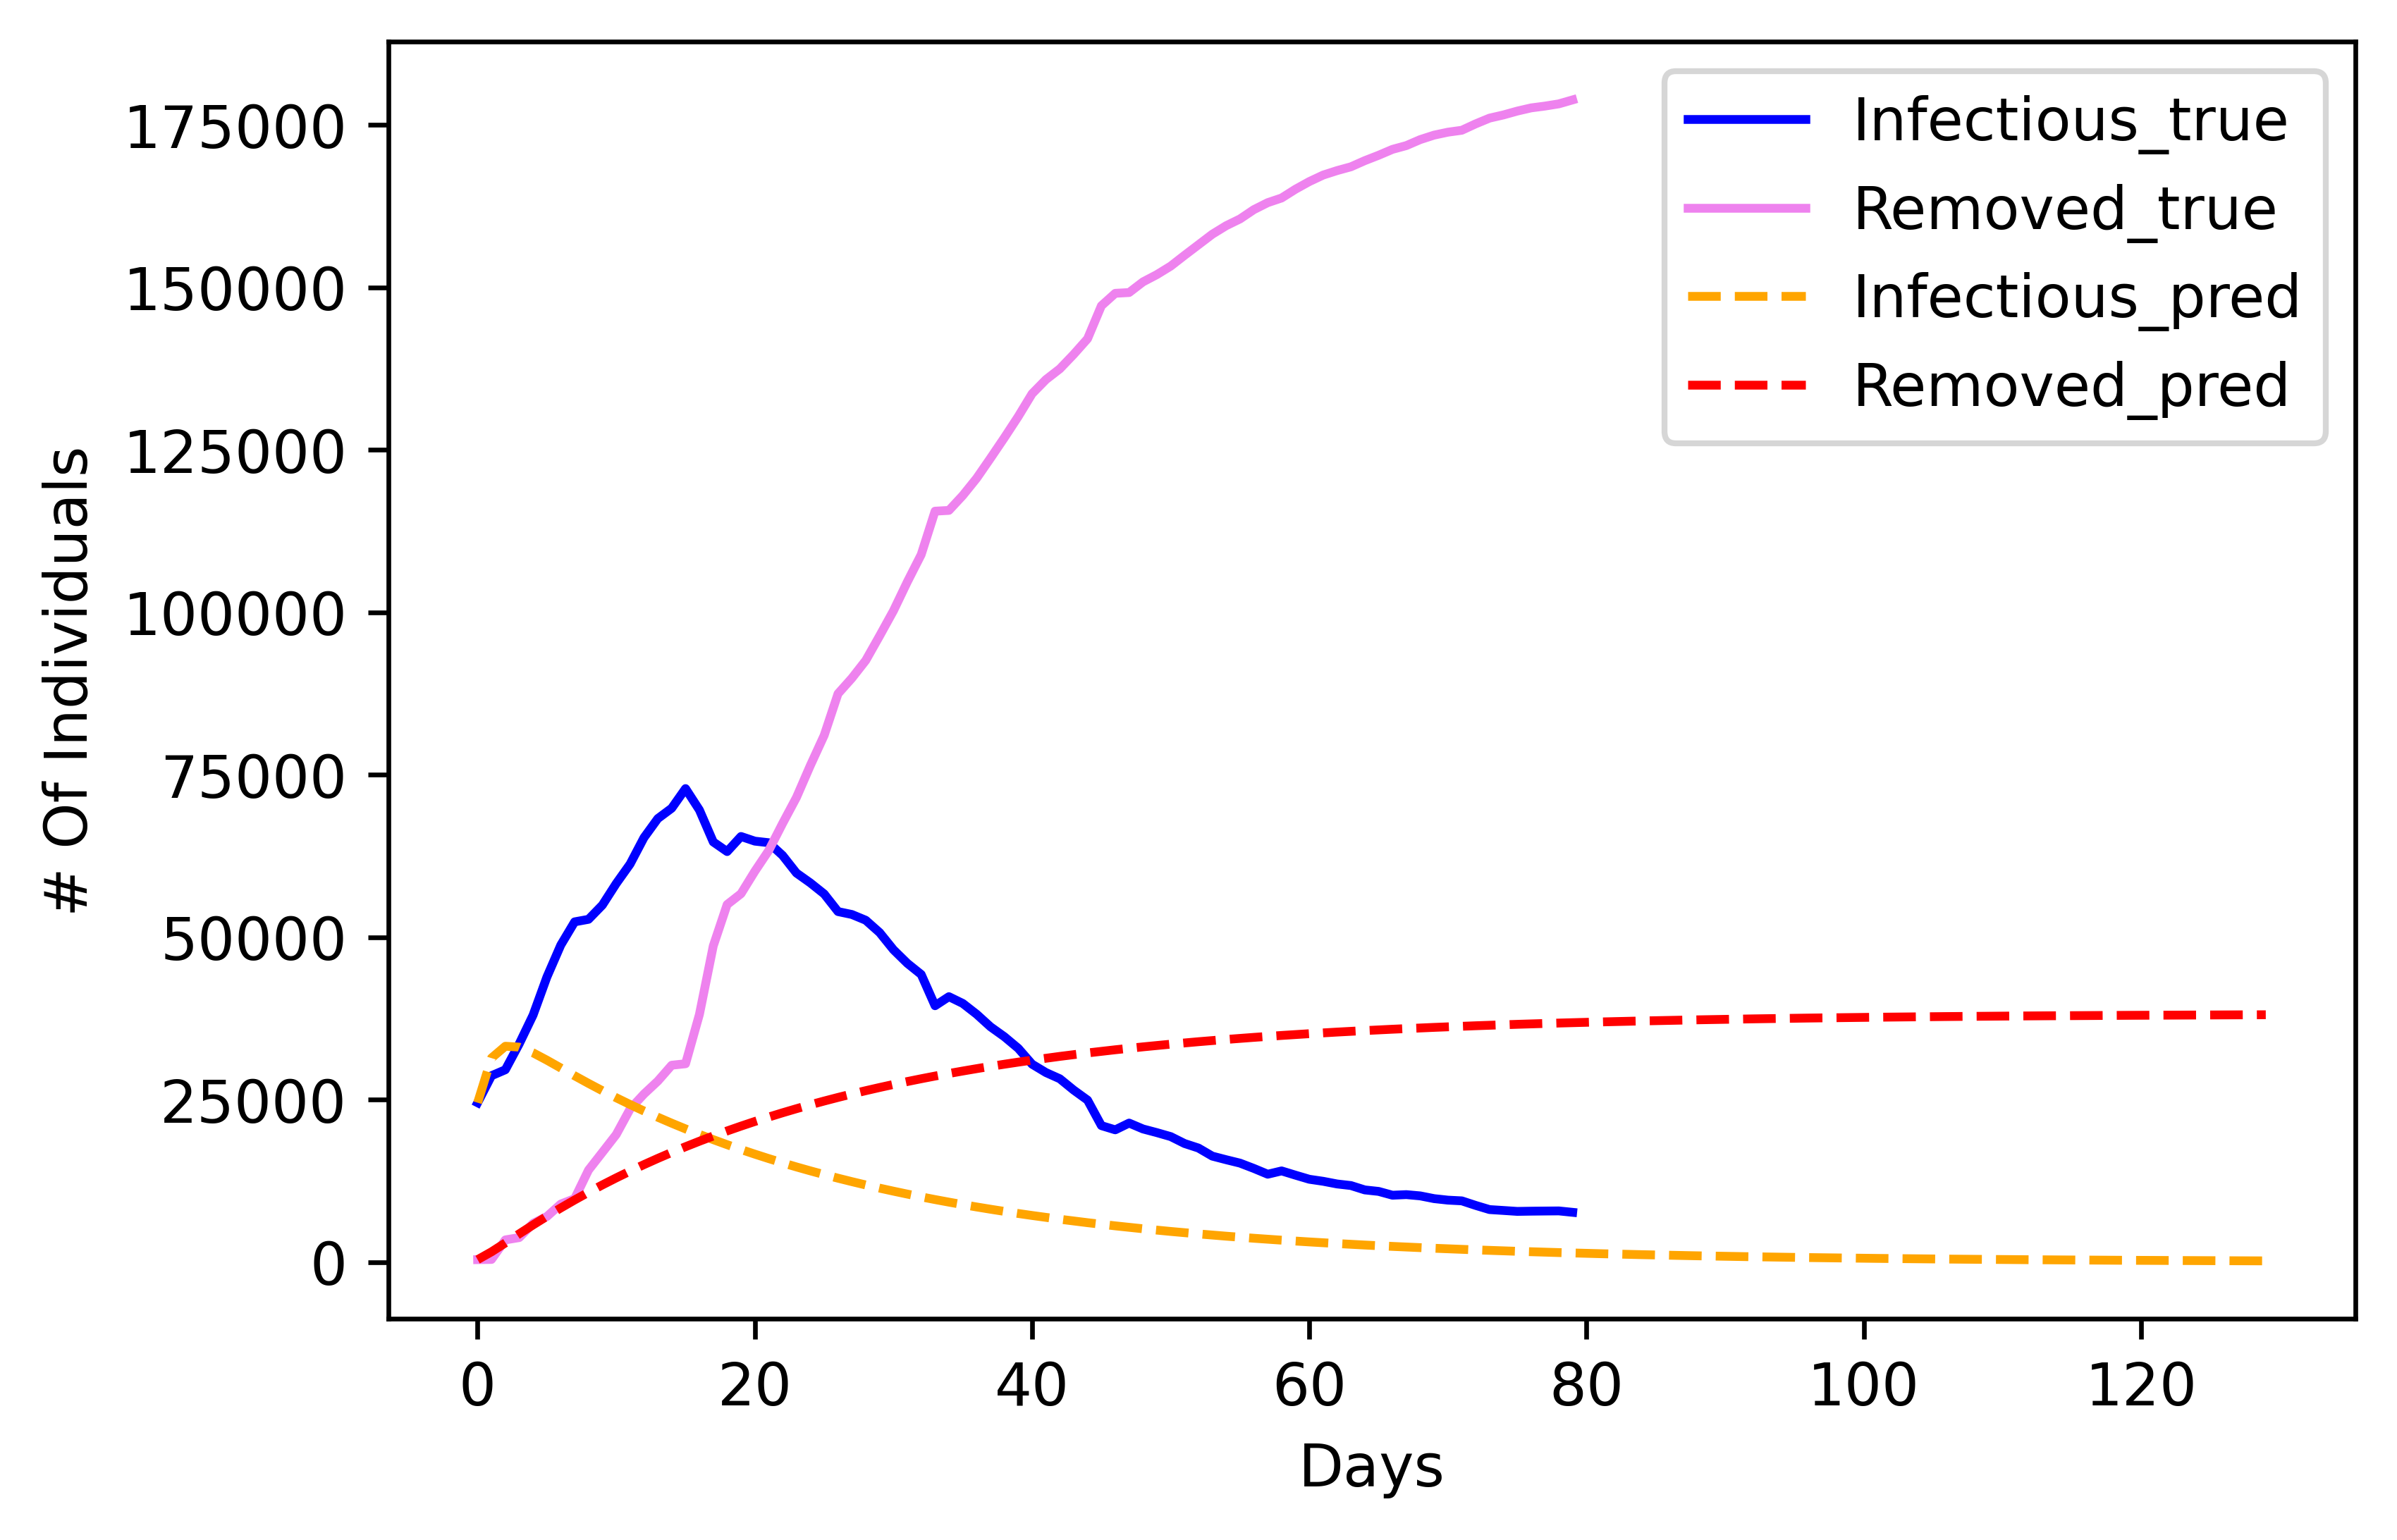 Infectious_true
Removed_true
Infectious_pred
Removed_pred
175000
150000
125000
100000
75000
50000
25000
0
# Of Individuals
0 20 40 60 80 100 120
Days